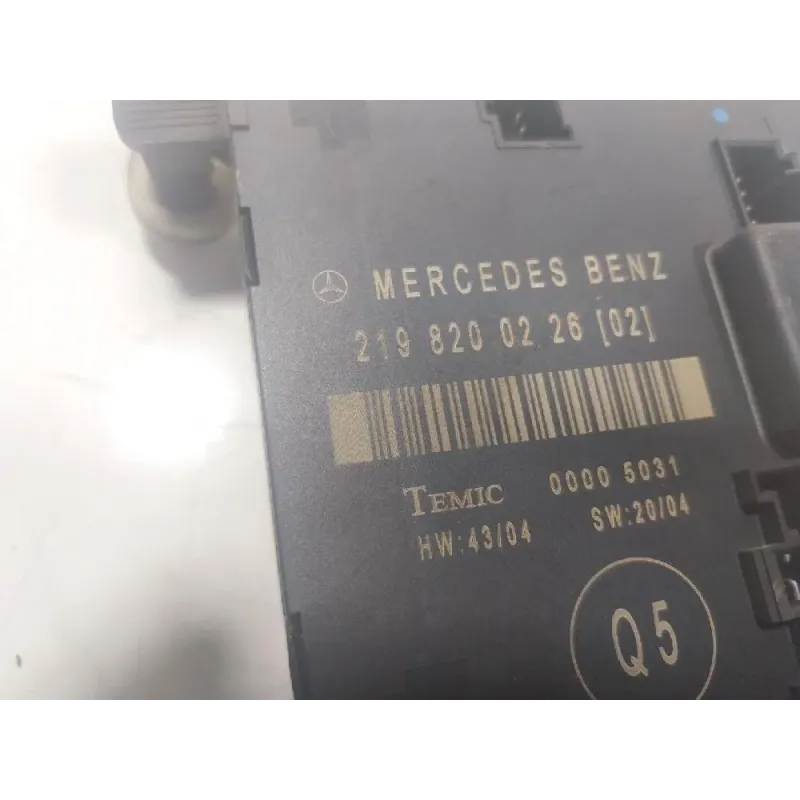 MERCEDES BENZ
219 820 02 26 [02]
TEMIC 0000 5031
HW:43/04 SW:20/04
Q5